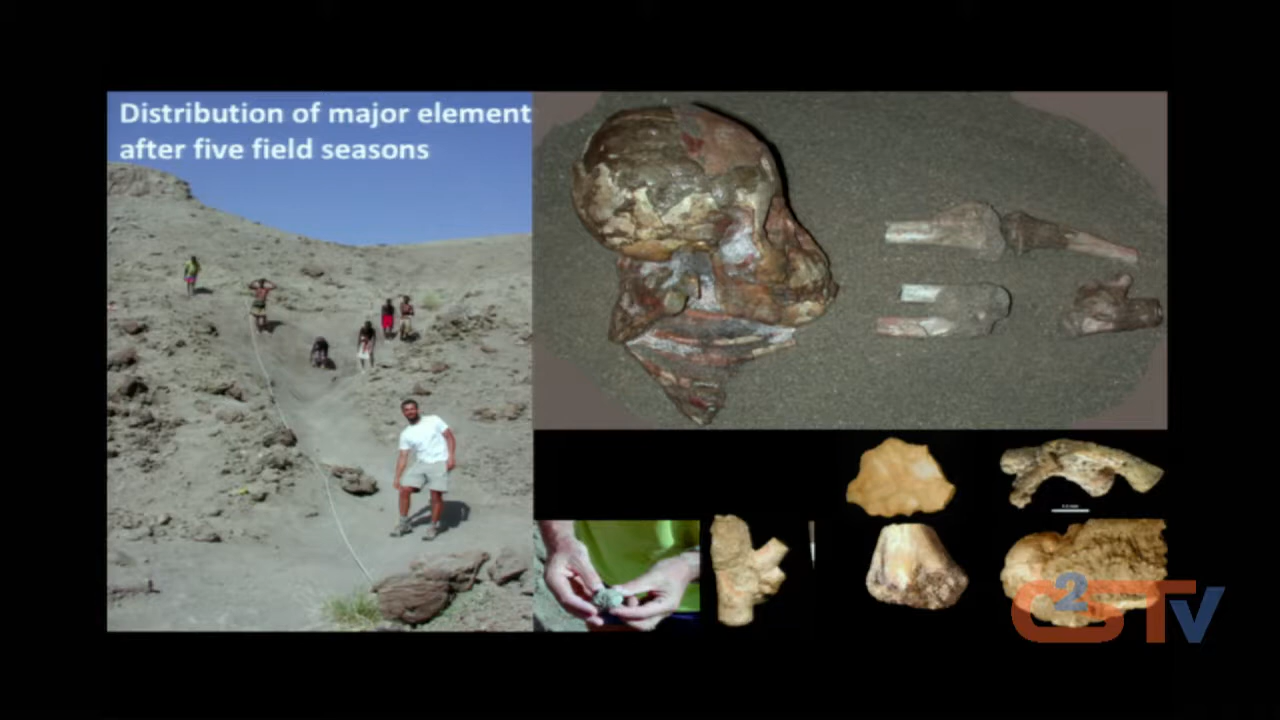 Distribution of major element
after five field seasons
C2STV